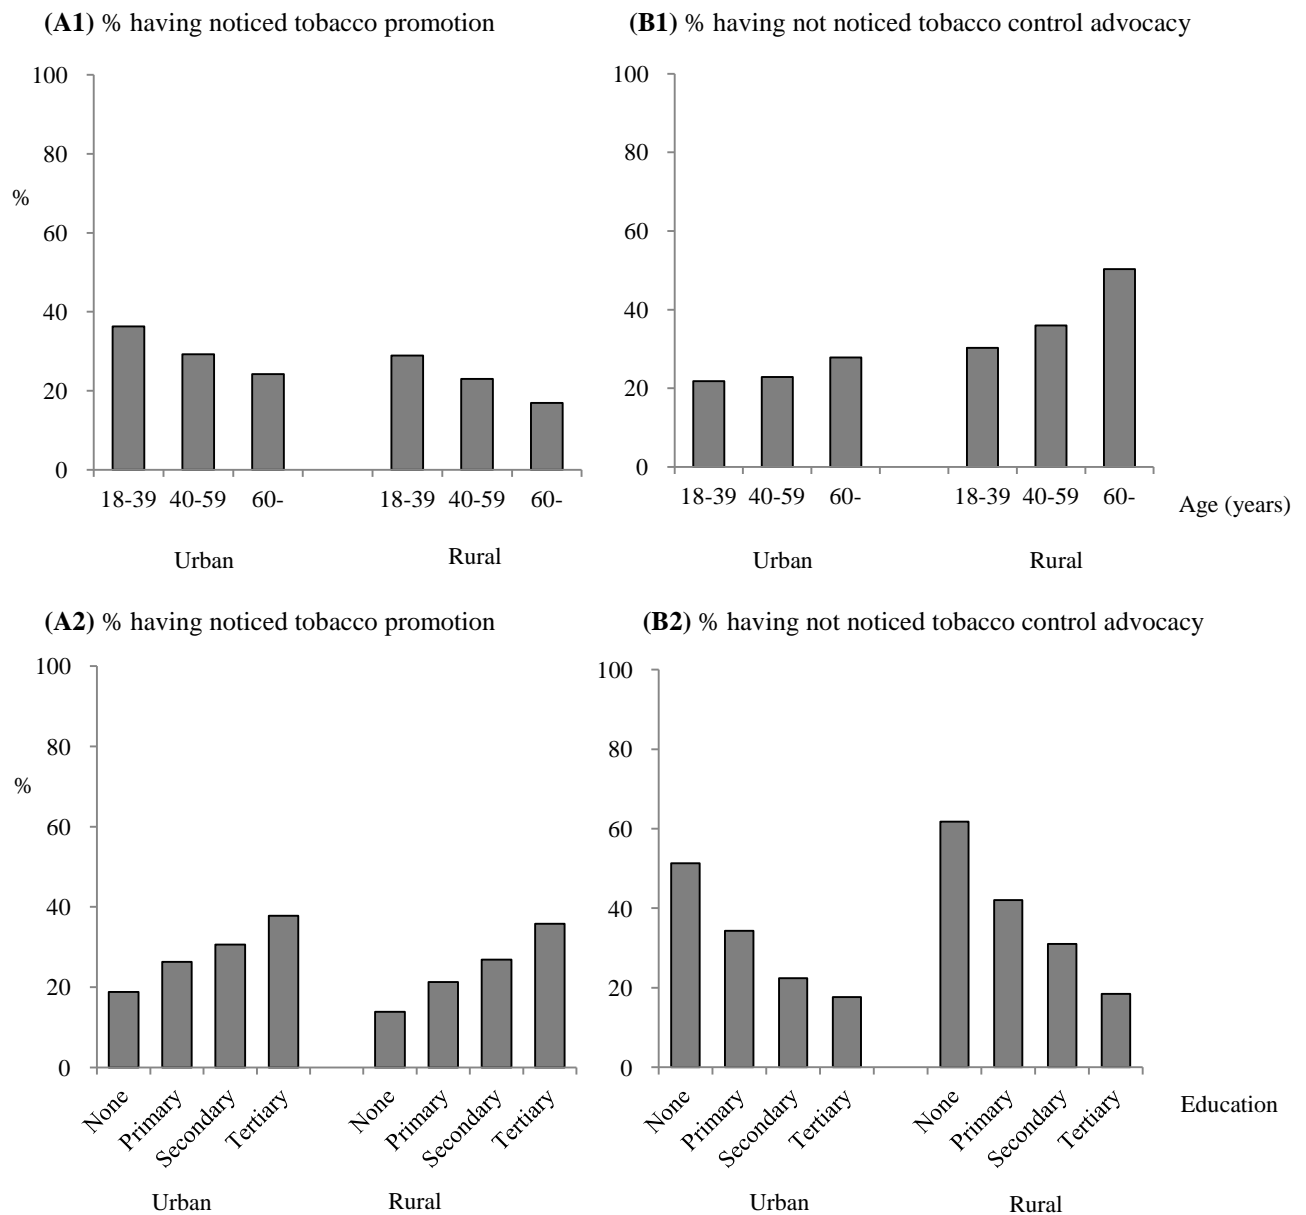 (A1) % having noticed tobacco promotion
100
80
%
60
40
20
0
18-39 40-59 60- 18-39 40-59 60-
Urban Rural
(B1) % having not noticed tobacco control advocacy
100
80
60
40
20
0
18-39 40-59 60- 18-39 40-59 60- Age (years)
Urban Rural
(A2) % having noticed tobacco promotion
100
80
%
60
40
20
0
None Primary Secondary Tertiary None Primary Secondary Tertiary
Urban Rural
(B2) % having not noticed tobacco control advocacy
100
80
60
40
20
0
None Primary Secondary Tertiary None Primary Secondary Tertiary Education
Urban Rural